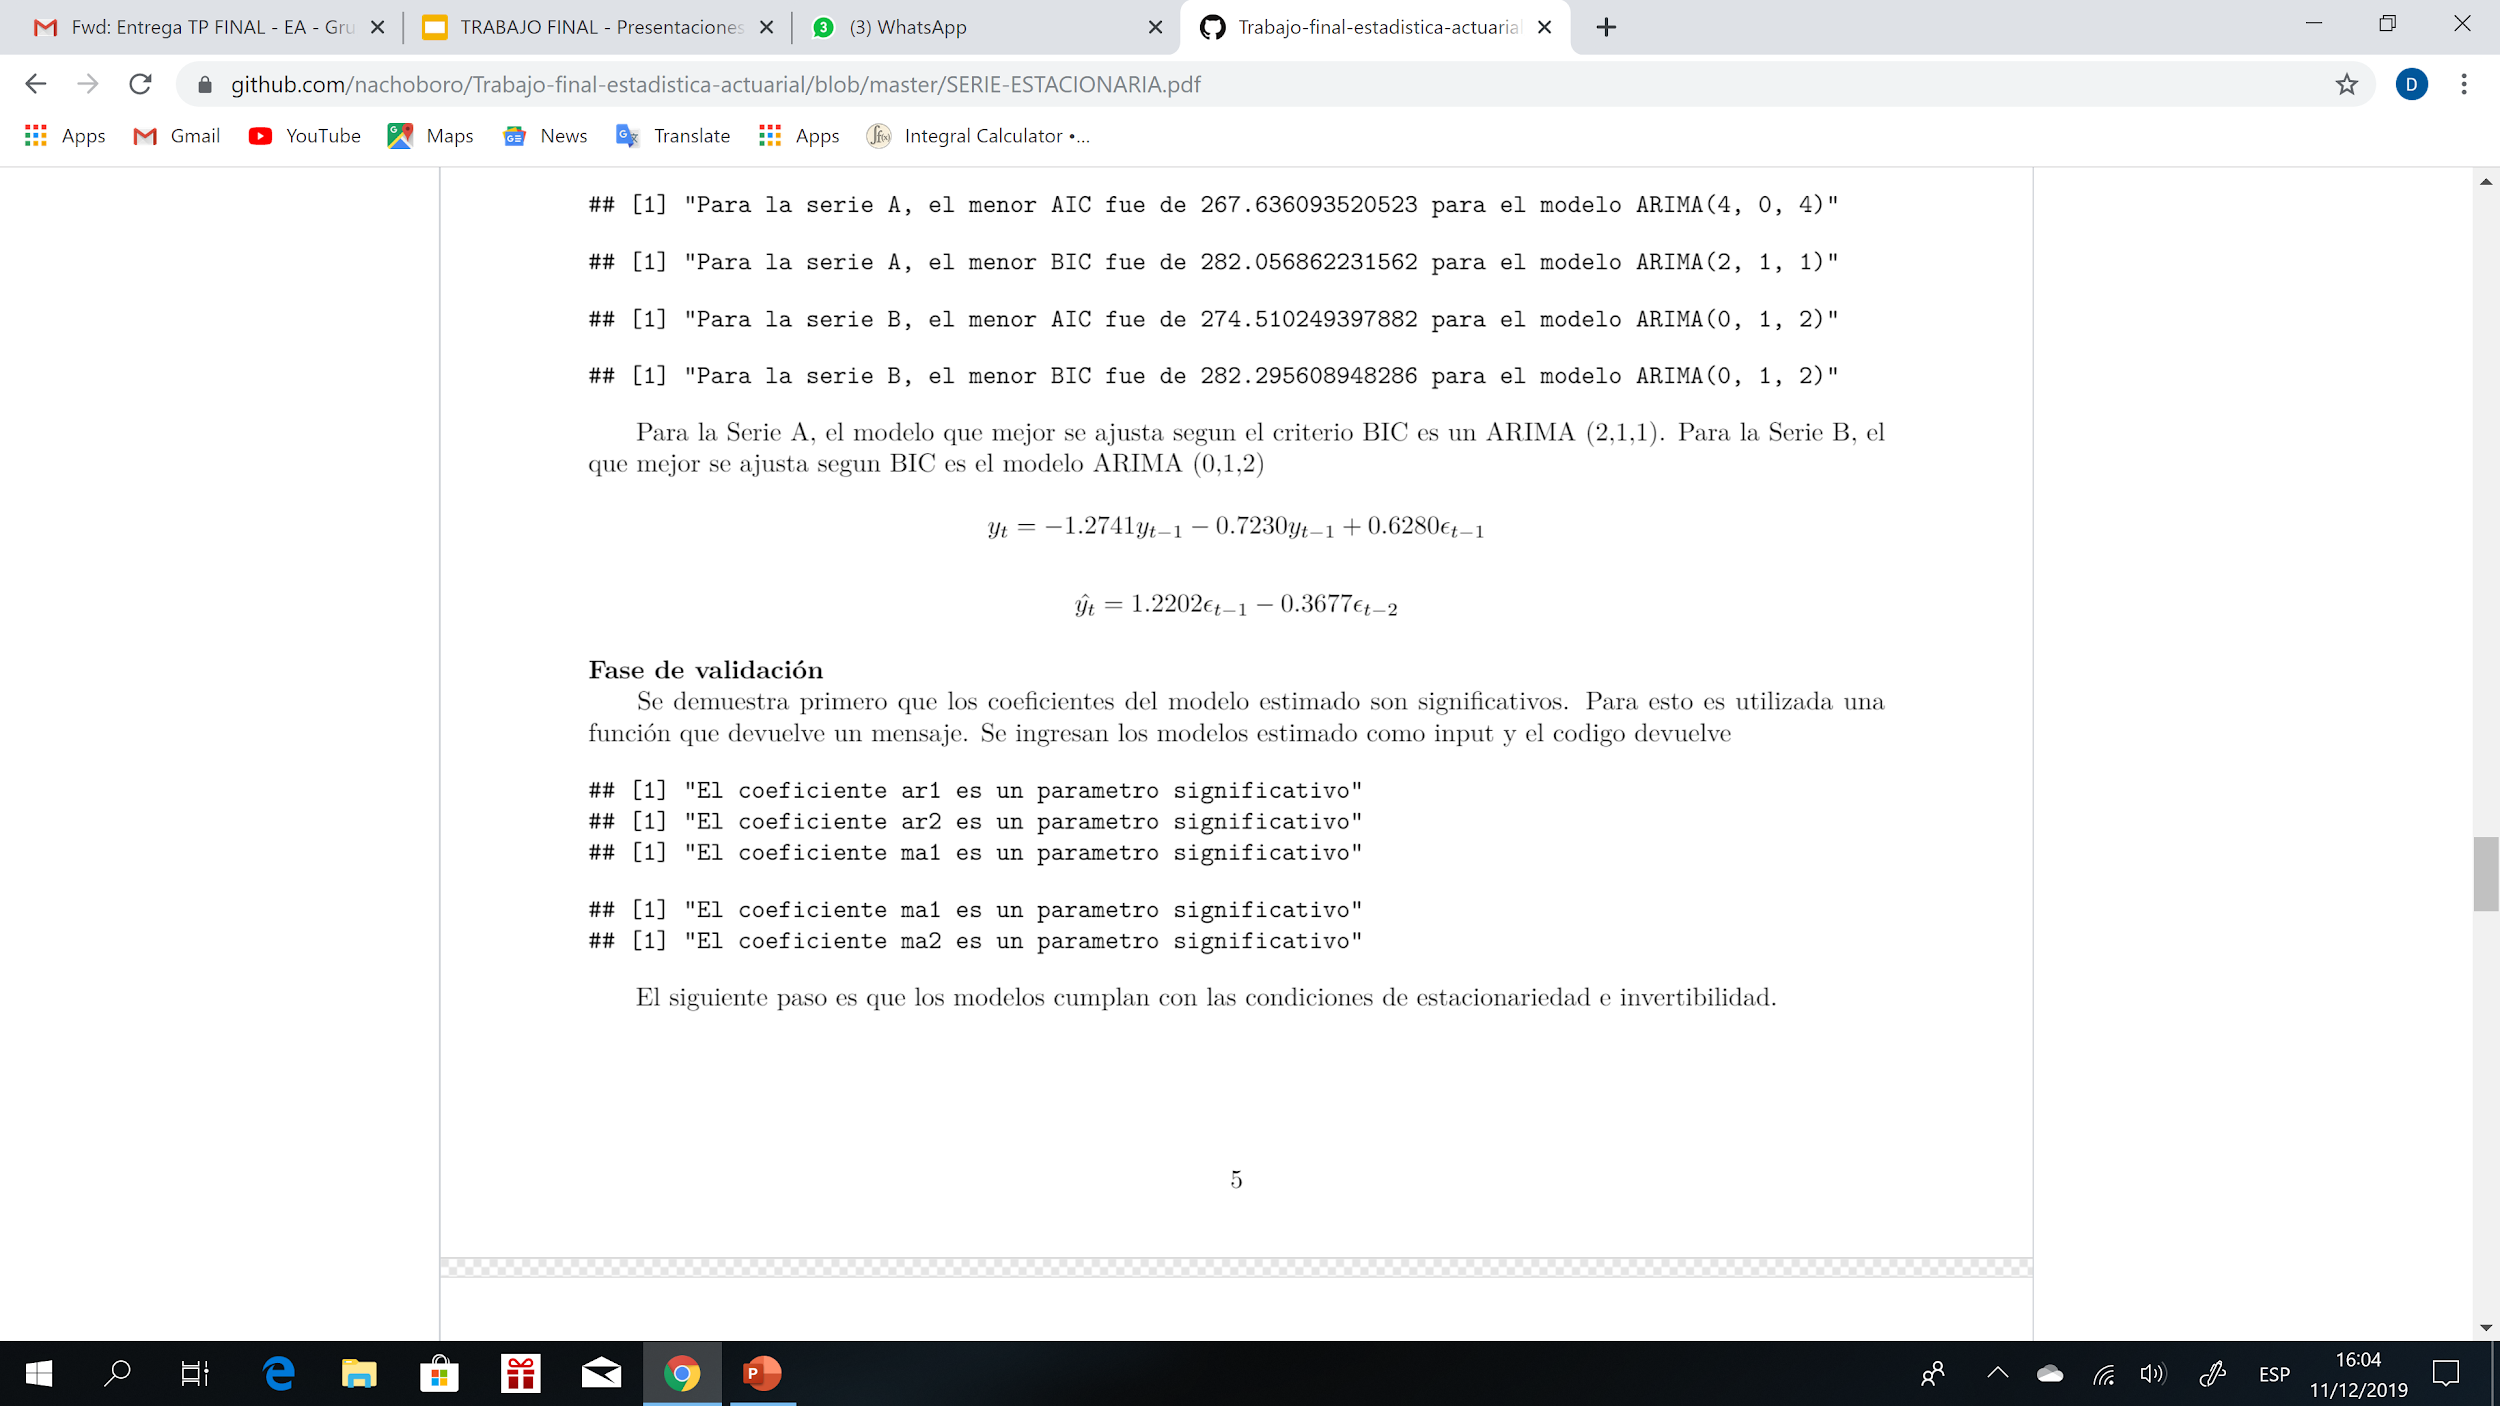 Fwd: Entrega TP FINAL - EA - Gru
TRABAJO FINAL - Presentaciones
3 (3) WhatsApp
Trabajo-final-estadistica-actuarial
github.com/nachoboro/Trabajo-final-estadistica-actuarial/blob/master/SERIE-ESTACIONARIA.pdf
D
Apps Gmail YouTube Maps News Translate Apps Integral Calculator •...
## [1] "Para la serie A, el menor AIC fue de 267.636093520523 para el modelo ARIMA(4, 0, 4)"
## [1] "Para la serie A, el menor BIC fue de 282.056862231562 para el modelo ARIMA(2, 1, 1)"
## [1] "Para la serie B, el menor AIC fue de 274.510249397882 para el modelo ARIMA(0, 1, 2)"
## [1] "Para la serie B, el menor BIC fue de 282.295608948286 para el modelo ARIMA(0, 1, 2)"
Para la Serie A, el modelo que mejor se ajusta segun el criterio BIC es un ARIMA (2,1,1). Para la Serie B, el
que mejor se ajusta segun BIC es el modelo ARIMA (0,1,2)
y_t = −1.2741y_{t−1} − 0.7230y_{t−1} + 0.6280ϵ_{t−1}
ŷ_t = 1.2202ϵ_{t−1} − 0.3677ϵ_{t−2}
Fase de validación
Se demuestra primero que los coeficientes del modelo estimado son significativos. Para esto es utilizada una
función que devuelve un mensaje. Se ingresan los modelos estimado como input y el codigo devuelve
## [1] "El coeficiente ar1 es un parametro significativo"
## [1] "El coeficiente ar2 es un parametro significativo"
## [1] "El coeficiente ma1 es un parametro significativo"
## [1] "El coeficiente ma1 es un parametro significativo"
## [1] "El coeficiente ma2 es un parametro significativo"
El siguiente paso es que los modelos cumplan con las condiciones de estacionariedad e invertibilidad.
5
P
ESP
16:04
11/12/2019